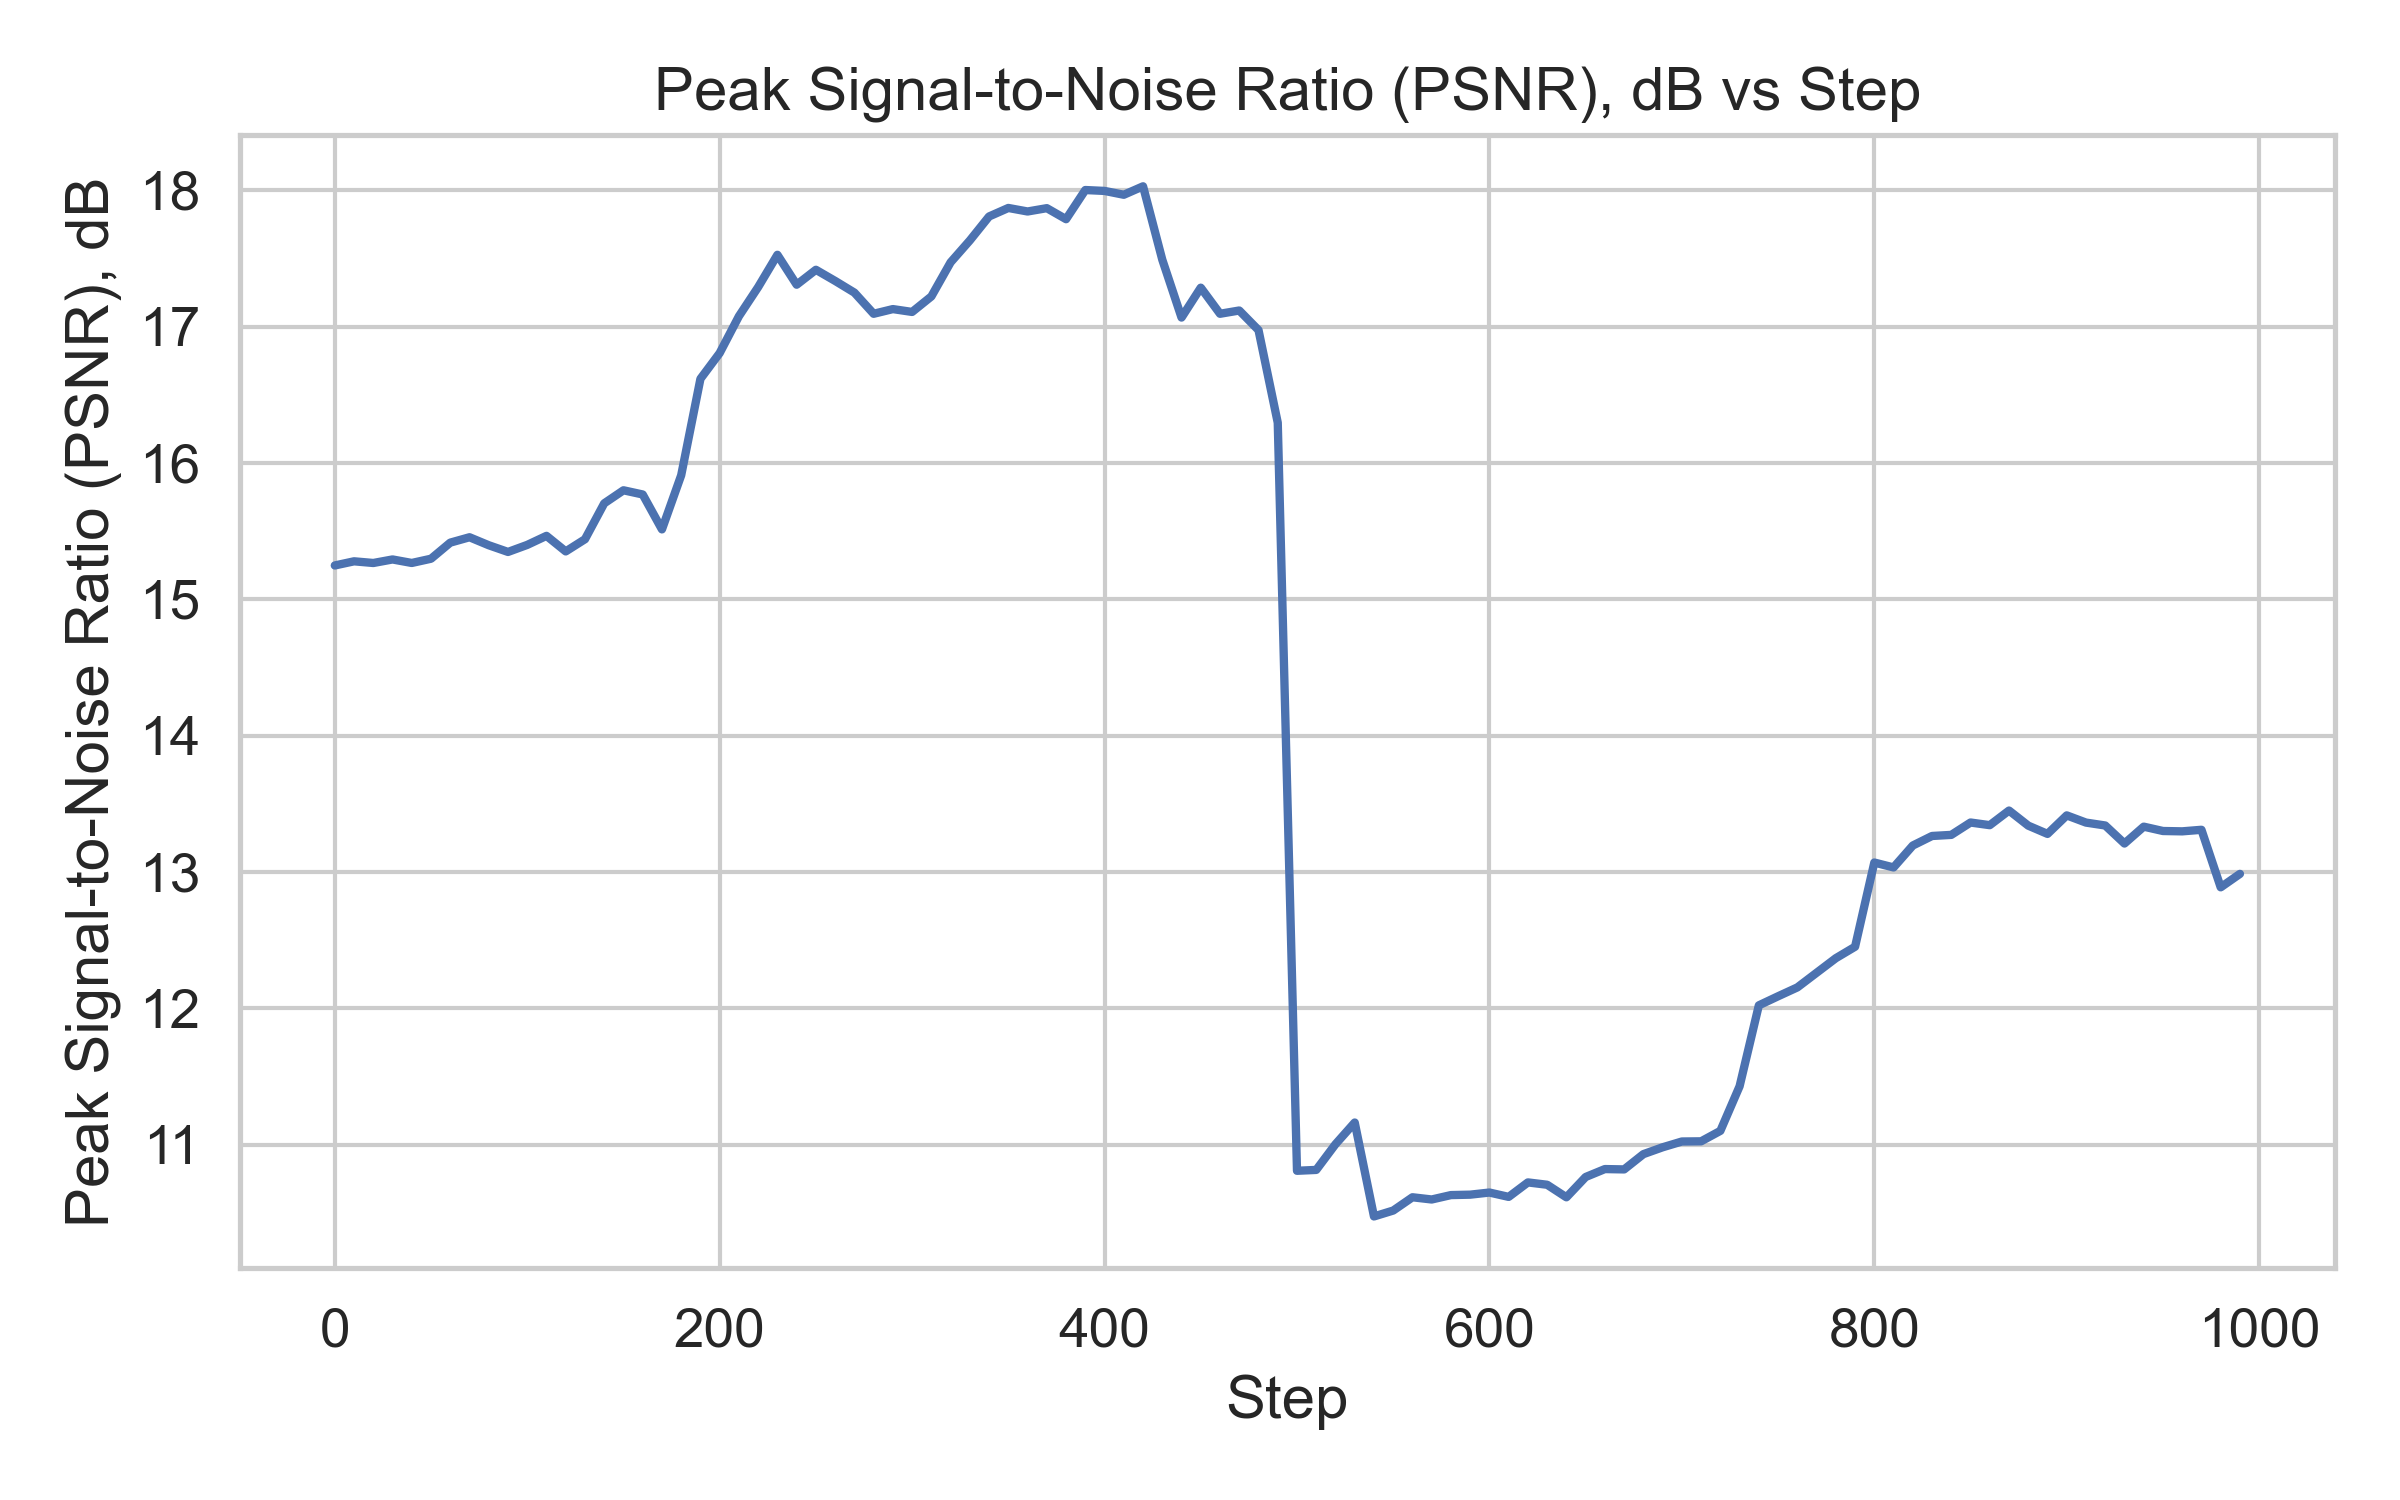 Peak Signal-to-Noise Ratio (PSNR), dB vs Step
Peak Signal-to-Noise Ratio (PSNR), dB
18
17
16
15
14
13
12
11
0 200 400 600 800 1000
Step